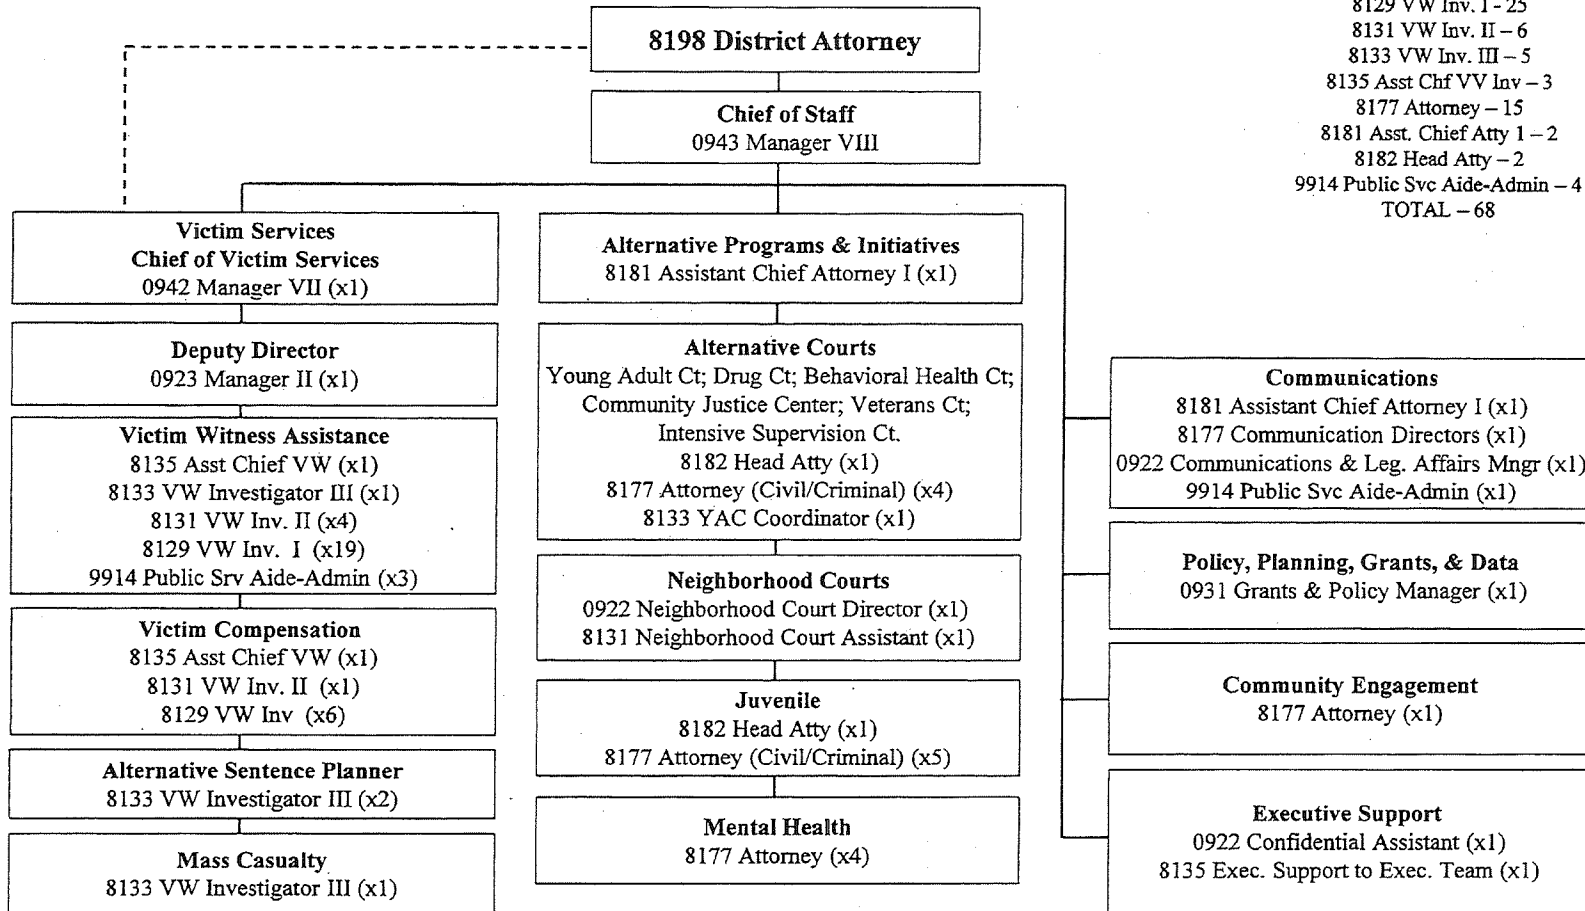 8198 District Attorney
Chief of Staff
0943 Manager VIII
8129 VW Inv. I - 25
8131 VW Inv. II – 6
8133 VW Inv. III – 5
8135 Asst Chf VV Inv – 3
8177 Attorney – 15
8181 Asst. Chief Atty 1 – 2
8182 Head Atty – 2
9914 Public Svc Aide-Admin – 4
TOTAL – 68
Victim Services
Chief of Victim Services
0942 Manager VII (x1)
Deputy Director
0923 Manager II (x1)
Victim Witness Assistance
8135 Asst Chief VW (x1)
8133 VW Investigator III (x1)
8131 VW Inv. II (x4)
8129 VW Inv. I (x19)
9914 Public Srv Aide-Admin (x3)
Victim Compensation
8135 Asst Chief VW (x1)
8131 VW Inv. II (x1)
8129 VW Inv (x6)
Alternative Sentence Planner
8133 VW Investigator III (x2)
Mass Casualty
8133 VW Investigator III (x1)
Alternative Programs & Initiatives
8181 Assistant Chief Attorney I (x1)
Alternative Courts
Young Adult Ct; Drug Ct; Behavioral Health Ct;
Community Justice Center; Veterans Ct;
Intensive Supervision Ct.
8182 Head Atty (x1)
8177 Attorney (Civil/Criminal) (x4)
8133 YAC Coordinator (x1)
Neighborhood Courts
0922 Neighborhood Court Director (x1)
8131 Neighborhood Court Assistant (x1)
Juvenile
8182 Head Atty (x1)
8177 Attorney (Civil/Criminal) (x5)
Mental Health
8177 Attorney (x4)
Communications
8181 Assistant Chief Attorney I (x1)
8177 Communication Directors (x1)
0922 Communications & Leg. Affairs Mngr (x1)
9914 Public Svc Aide-Admin (x1)
Policy, Planning, Grants, & Data
0931 Grants & Policy Manager (x1)
Community Engagement
8177 Attorney (x1)
Executive Support
0922 Confidential Assistant (x1)
8135 Exec. Support to Exec. Team (x1)